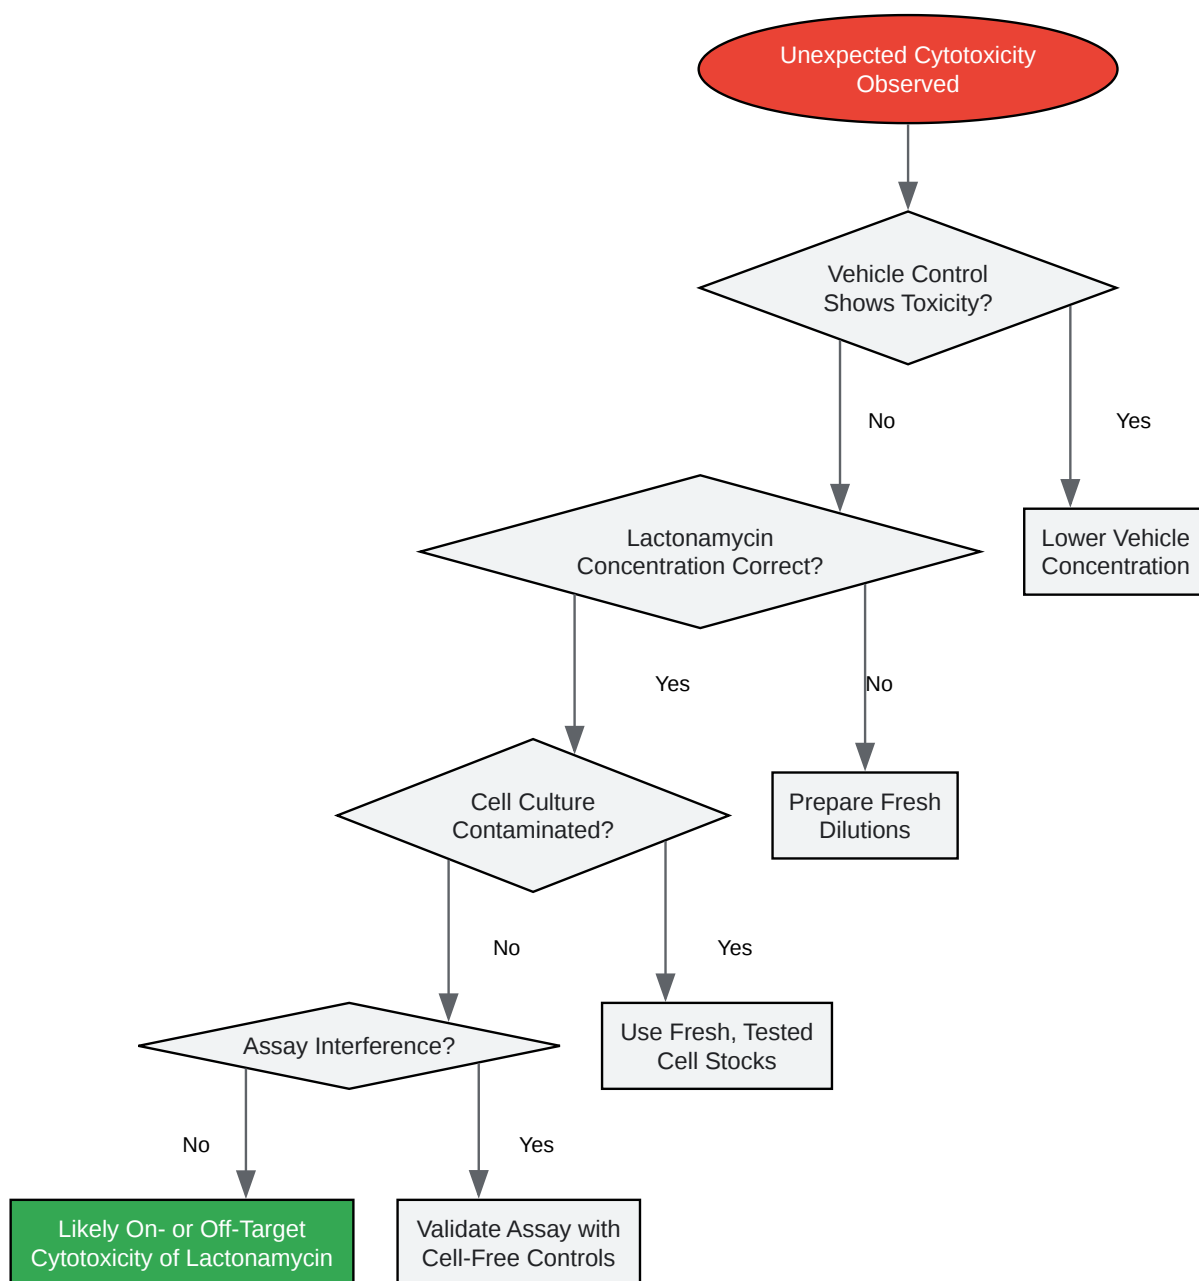 Unexpected Cytotoxicity
Observed
Vehicle Control
Shows Toxicity?
No
Yes
Lactonamycin
Concentration Correct?
Lower Vehicle
Concentration
Yes
No
Cell Culture
Contaminated?
Prepare Fresh
Dilutions
No
Yes
Assay Interference?
Use Fresh, Tested
Cell Stocks
No
Yes
Likely On- or Off-Target
Cytotoxicity of Lactonamycin
Validate Assay with
Cell-Free Controls